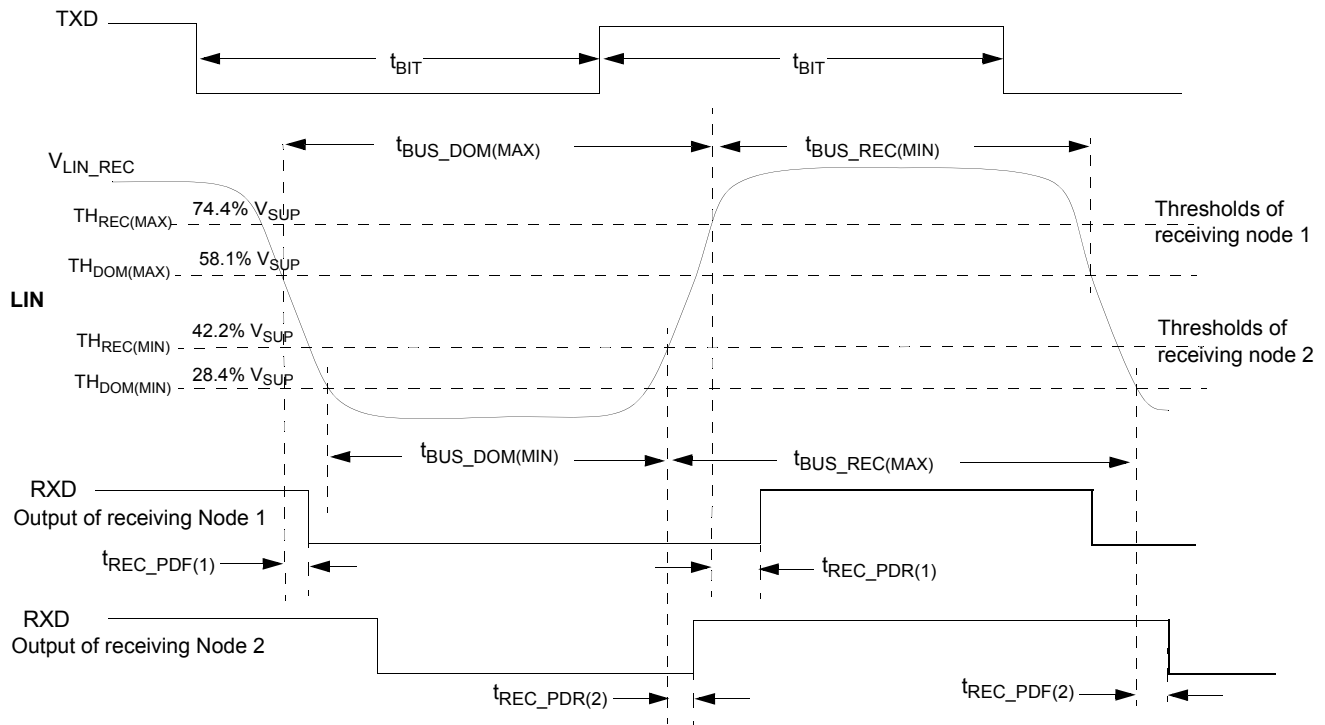 TXD
tBIT
tBIT
tBUS_DOM(MAX)
tBUS_REC(MIN)
VLIN_REC
THREC(MAX)
74.4% VSUP
Thresholds of
receiving node 1
THDOM(MAX)
58.1% VSUP
LIN
THREC(MIN)
42.2% VSUP
Thresholds of
receiving node 2
THDOM(MIN)
28.4% VSUP
tBUS_DOM(MIN)
tBUS_REC(MAX)
RXD
Output of receiving Node 1
tREC_PDF(1)
tREC_PDR(1)
RXD
Output of receiving Node 2
tREC_PDR(2)
tREC_PDF(2)